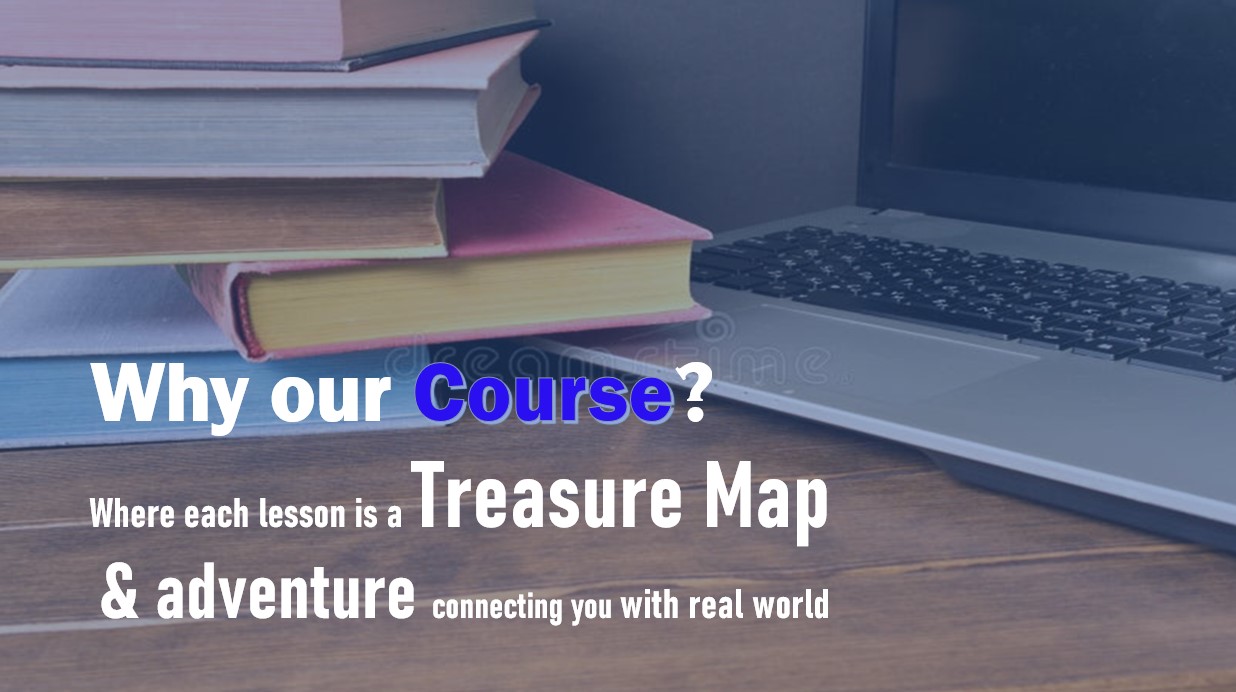 dreamstime
Why our Course?
Where each lesson is a Treasure Map
& adventure connecting you with real world